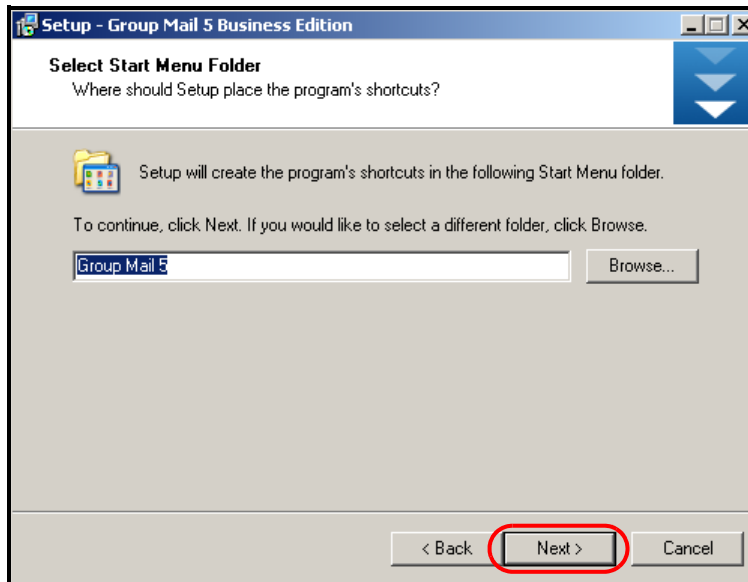 Setup - Group Mail 5 Business Edition
Select Start Menu Folder
Where should Setup place the program's shortcuts?
Setup will create the program's shortcuts in the following Start Menu folder.
To continue, click Next. If you would like to select a different folder, click Browse.
Group Mail 5
Browse...
< Back
Next >
Cancel